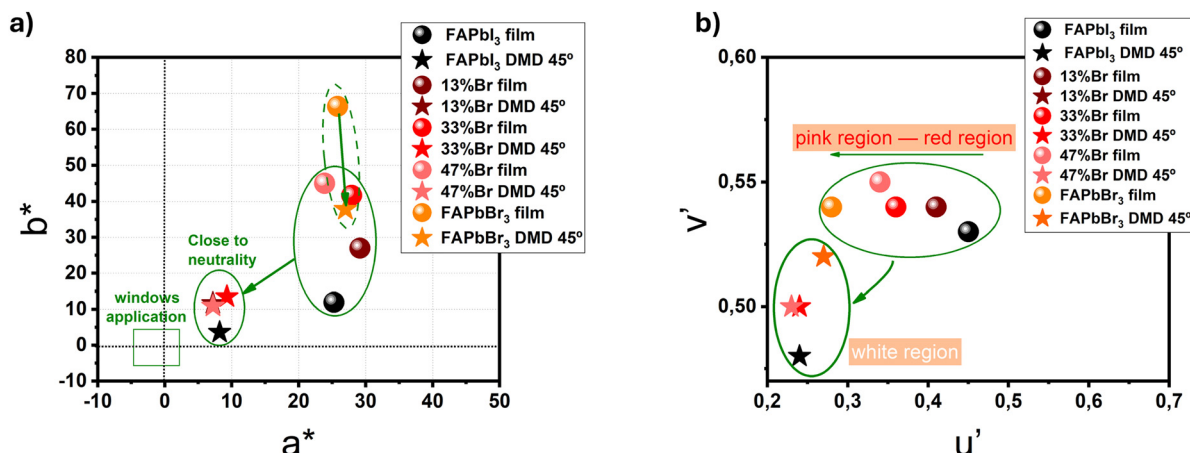 a)
b*
80
70
60
50
40
30
20
10
0
-10
-10
0
10
20
30
40
50
a*
Close to
neutrality
windows
application
FAPbI₃ film
FAPbI₃ DMD 45º
13%Br film
13%Br DMD 45º
33%Br film
33%Br DMD 45º
47%Br film
47%Br DMD 45º
FAPbBr₃ film
FAPbBr₃ DMD 45º
b)
v'
0,60
0,55
0,50
0,2
0,3
0,4
0,5
0,6
0,7
u'
pink region — red region
white region
FAPbI₃ film
FAPbI₃ DMD 45º
13%Br film
13%Br DMD 45º
33%Br film
33%Br DMD 45º
47%Br film
47%Br DMD 45º
FAPbBr₃ film
FAPbBr₃ DMD 45º